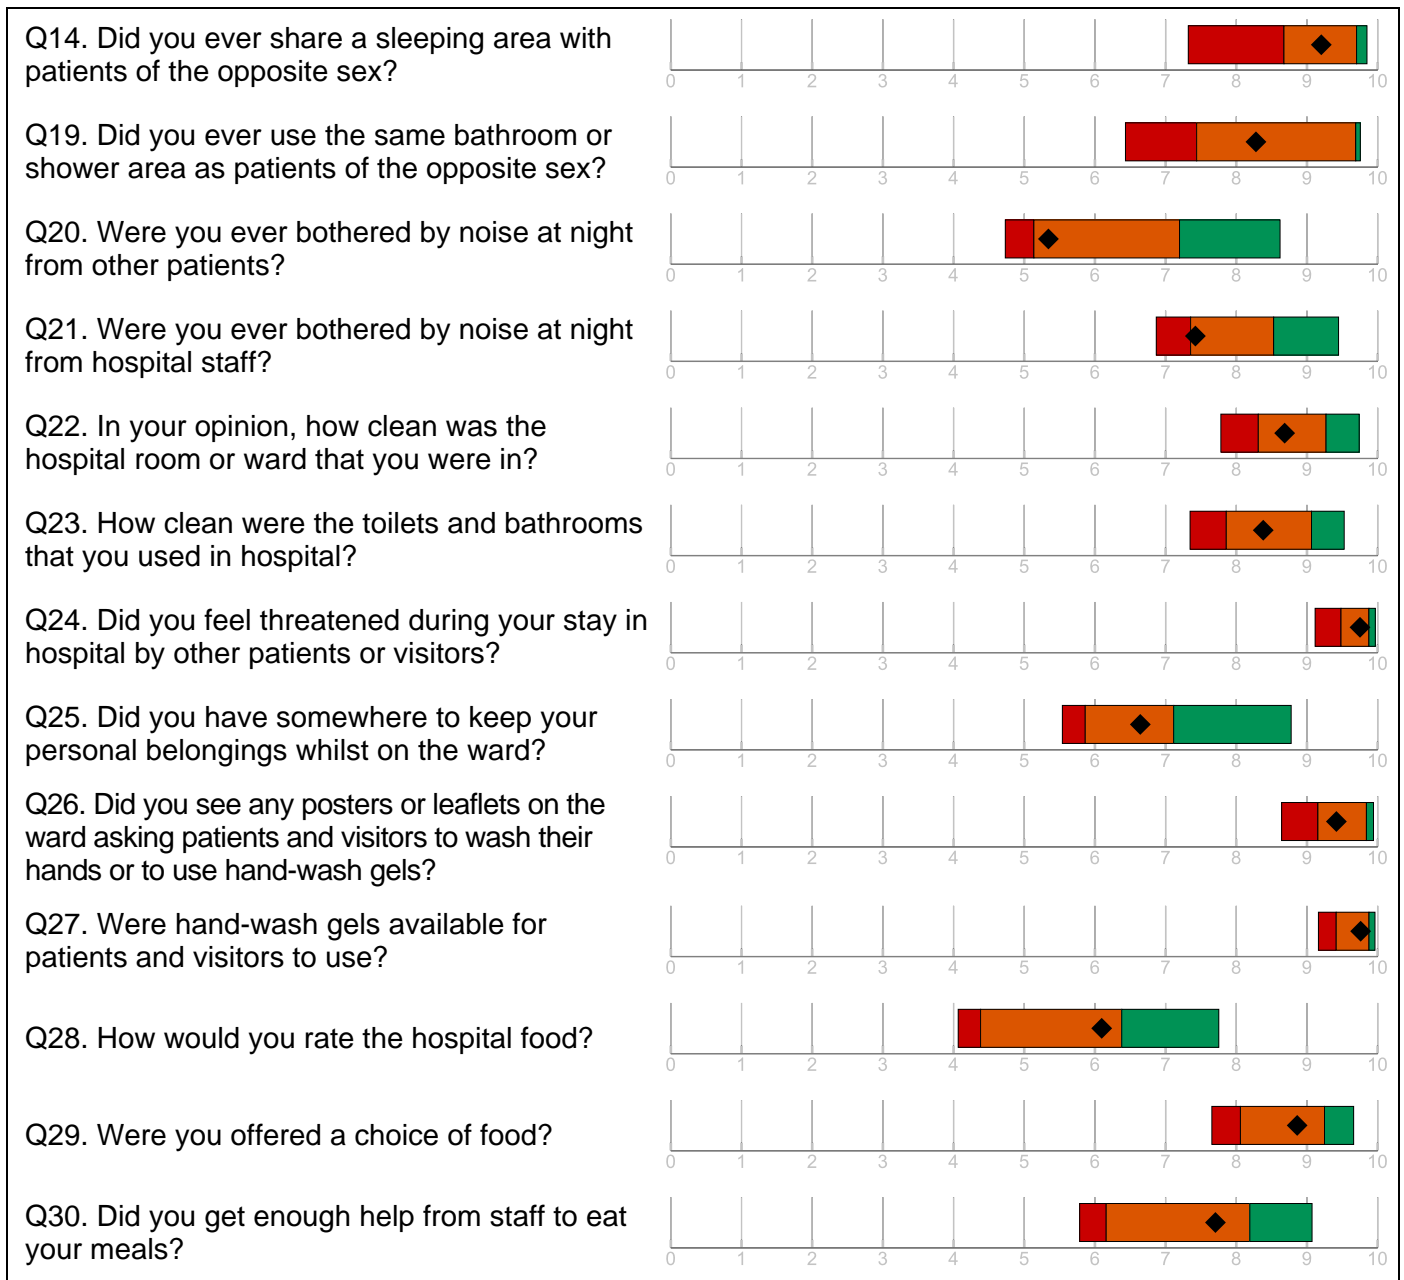 Q14. Did you ever share a sleeping area with
patients of the opposite sex?
0 1 2 3 4 5 6 7 8 9 10
Q19. Did you ever use the same bathroom or
shower area as patients of the opposite sex?
0 1 2 3 4 5 6 7 8 9 10
Q20. Were you ever bothered by noise at night
from other patients?
0 1 2 3 4 5 6 7 8 9 10
Q21. Were you ever bothered by noise at night
from hospital staff?
0 1 2 3 4 5 6 7 8 9 10
Q22. In your opinion, how clean was the
hospital room or ward that you were in?
0 1 2 3 4 5 6 7 8 9 10
Q23. How clean were the toilets and bathrooms
that you used in hospital?
0 1 2 3 4 5 6 7 8 9 10
Q24. Did you feel threatened during your stay in
hospital by other patients or visitors?
0 1 2 3 4 5 6 7 8 9 10
Q25. Did you have somewhere to keep your
personal belongings whilst on the ward?
0 1 2 3 4 5 6 7 8 9 10
Q26. Did you see any posters or leaflets on the
ward asking patients and visitors to wash their
hands or to use hand-wash gels?
0 1 2 3 4 5 6 7 8 9 10
Q27. Were hand-wash gels available for
patients and visitors to use?
0 1 2 3 4 5 6 7 8 9 10
Q28. How would you rate the hospital food?
0 1 2 3 4 5 6 7 8 9 10
Q29. Were you offered a choice of food?
0 1 2 3 4 5 6 7 8 9 10
Q30. Did you get enough help from staff to eat
your meals?
0 1 2 3 4 5 6 7 8 9 10